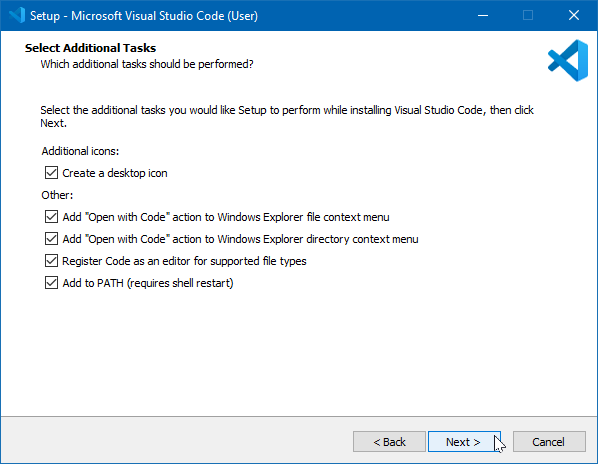 Setup - Microsoft Visual Studio Code (User)
Select Additional Tasks
Which additional tasks should be performed?
Select the additional tasks you would like Setup to perform while installing Visual Studio Code, then click
Next.
Additional icons:
Create a desktop icon
Other:
Add "Open with Code" action to Windows Explorer file context menu
Add "Open with Code" action to Windows Explorer directory context menu
Register Code as an editor for supported file types
Add to PATH (requires shell restart)
< Back Next > Cancel